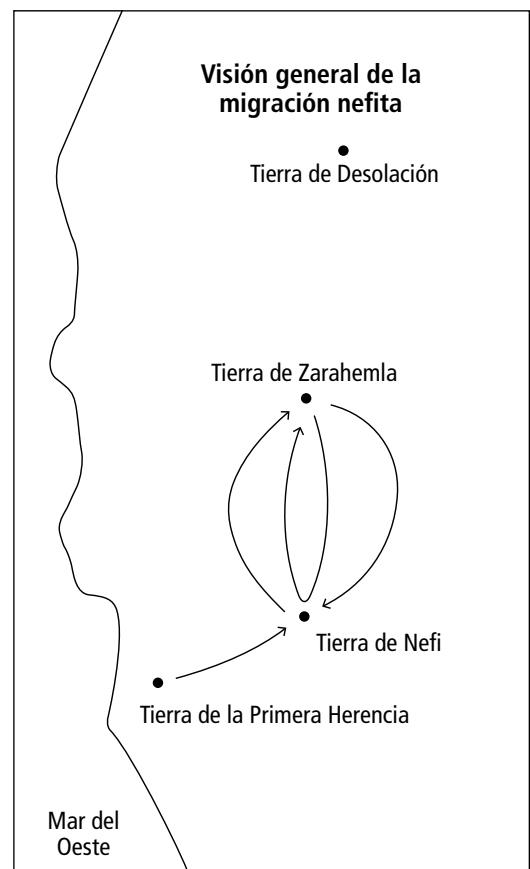 Visión general de la
migración nefita
Tierra de Desolación
Tierra de Zarahemla
Tierra de Nefi
Tierra de la Primera Herencia
Mar del
Oeste